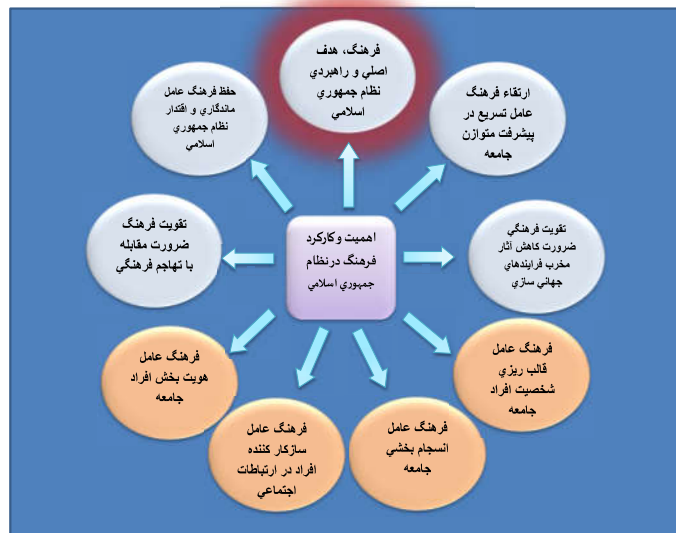 فرهنگ، هدف
اصلي و راهبردي
نظام جمهوري
اسلامي
ارتقاء فرهنگ
عامل تسريع در
پيشرفت متوازن
جامعه
تقويت فرهنگي
ضرورت كاهش آثار
مخرب فرايندهاي
جهاني سازي
فرهنگ عامل
قالب ريزي
شخصيت افراد
جامعه
فرهنگ عامل
انسجام بخشي
جامعه
فرهنگ عامل
سازكار كننده
افراد در ارتباطات
اجتماعي
فرهنگ عامل
هويت بخش افراد
جامعه
تقويت فرهنگ
ضرورت مقابله
با تهاجم فرهنگي
حفظ فرهنگ عامل
ماندگاري و اقتدار
نظام جمهوري
اسلامي
اهميت وكاركرد
فرهنگ درنظام
جمهوري اسلامي